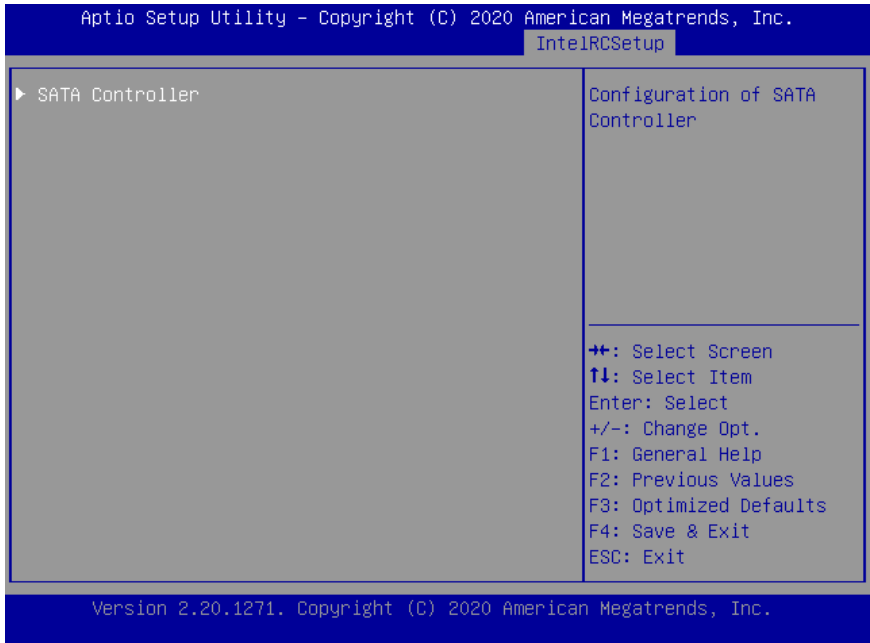 Aptio Setup Utility – Copyright (C) 2020 American Megatrends, Inc.
IntelRCSetup
▶ SATA Controller
Configuration of SATA
Controller
→←: Select Screen
↑↓: Select Item
Enter: Select
+/-: Change Opt.
F1: General Help
F2: Previous Values
F3: Optimized Defaults
F4: Save & Exit
ESC: Exit
Version 2.20.1271. Copyright (C) 2020 American Megatrends, Inc.